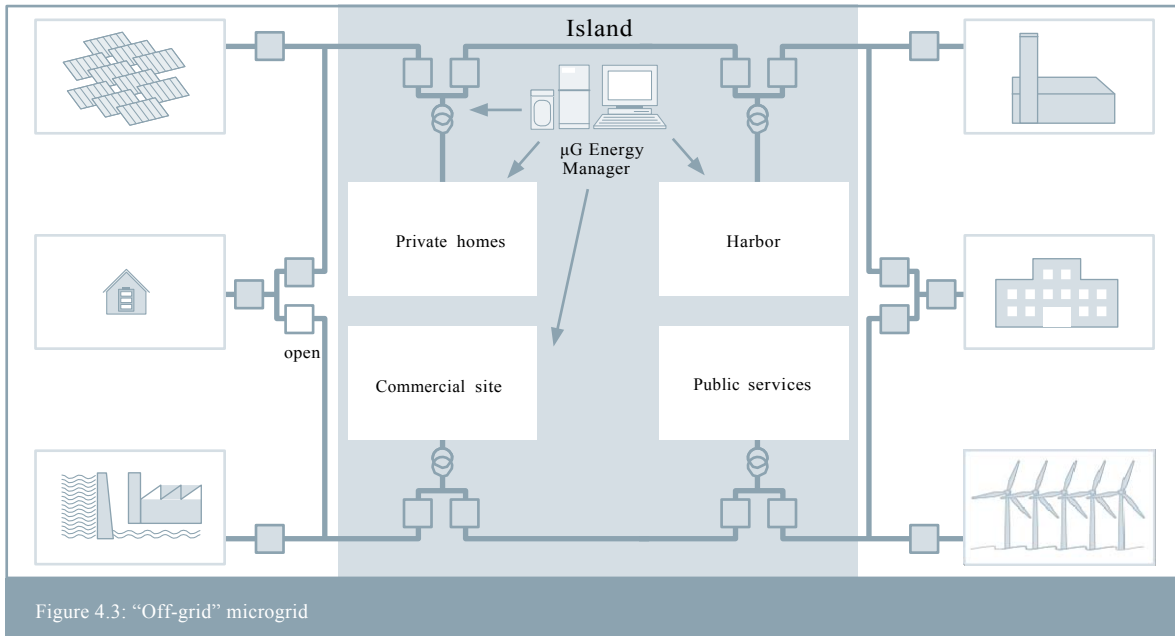 Island
μG Energy
Manager
Private homes
Harbor
open
Commercial site
Public services
Figure 4.3: “Off-grid” microgrid